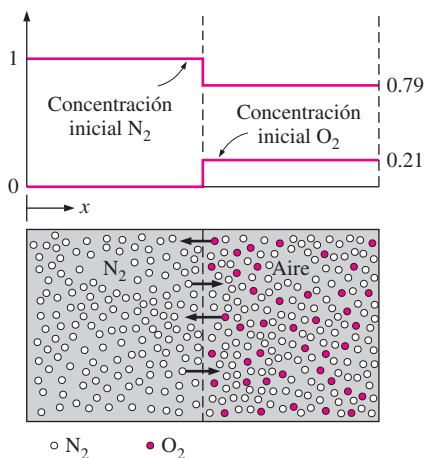 1
Concentración
inicial N₂
Concentración
inicial O₂
0.79
0.21
0
x
N₂
Aire
N₂
O₂